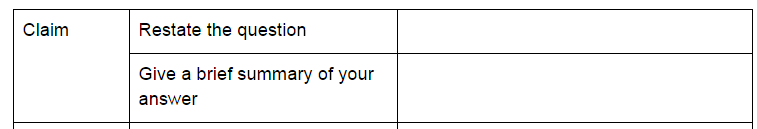 Claim
Restate the question
Give a brief summary of your
answer